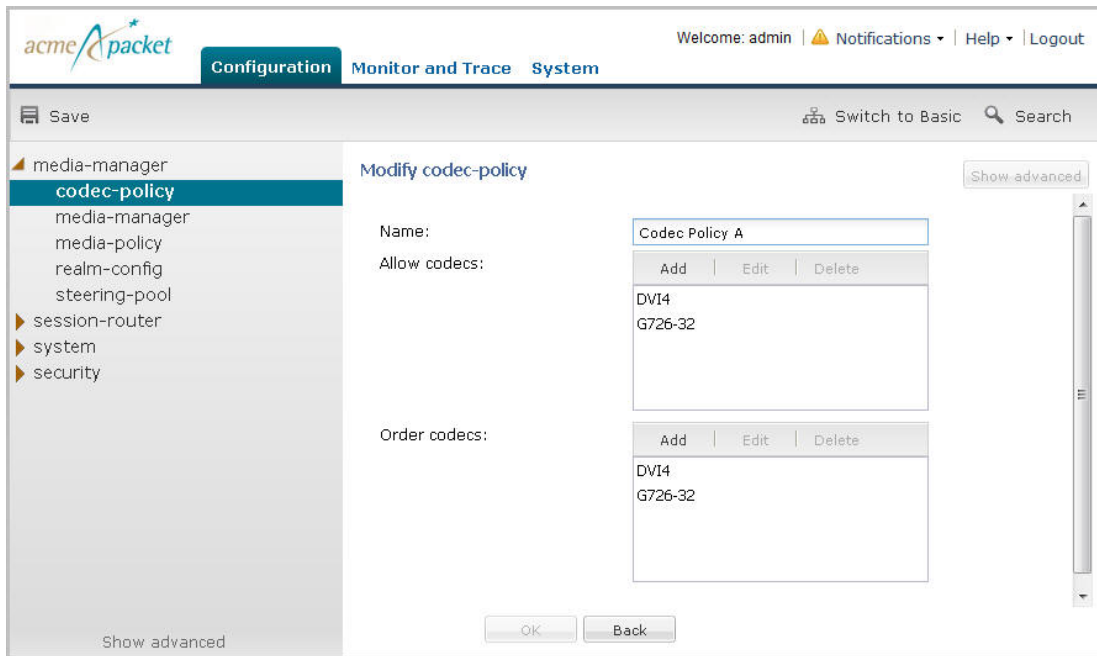 acme packet
Welcome: admin | Notifications | Help | Logout
Configuration Monitor and Trace System
Save Switch to Basic Search
media-manager
codec-policy
media-manager
media-policy
realm-config
steering-pool
session-router
system
security
Show advanced
Modify codec-policy
Show advanced
Name: Codec Policy A
Allow codecs:
Add | Edit | Delete
DVI4
G726-32
Order codecs:
Add | Edit | Delete
DVI4
G726-32
OK Back